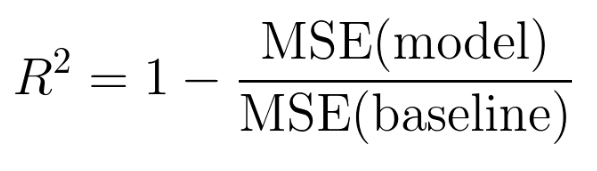 R² = 1 − MSE(model) / MSE(baseline)